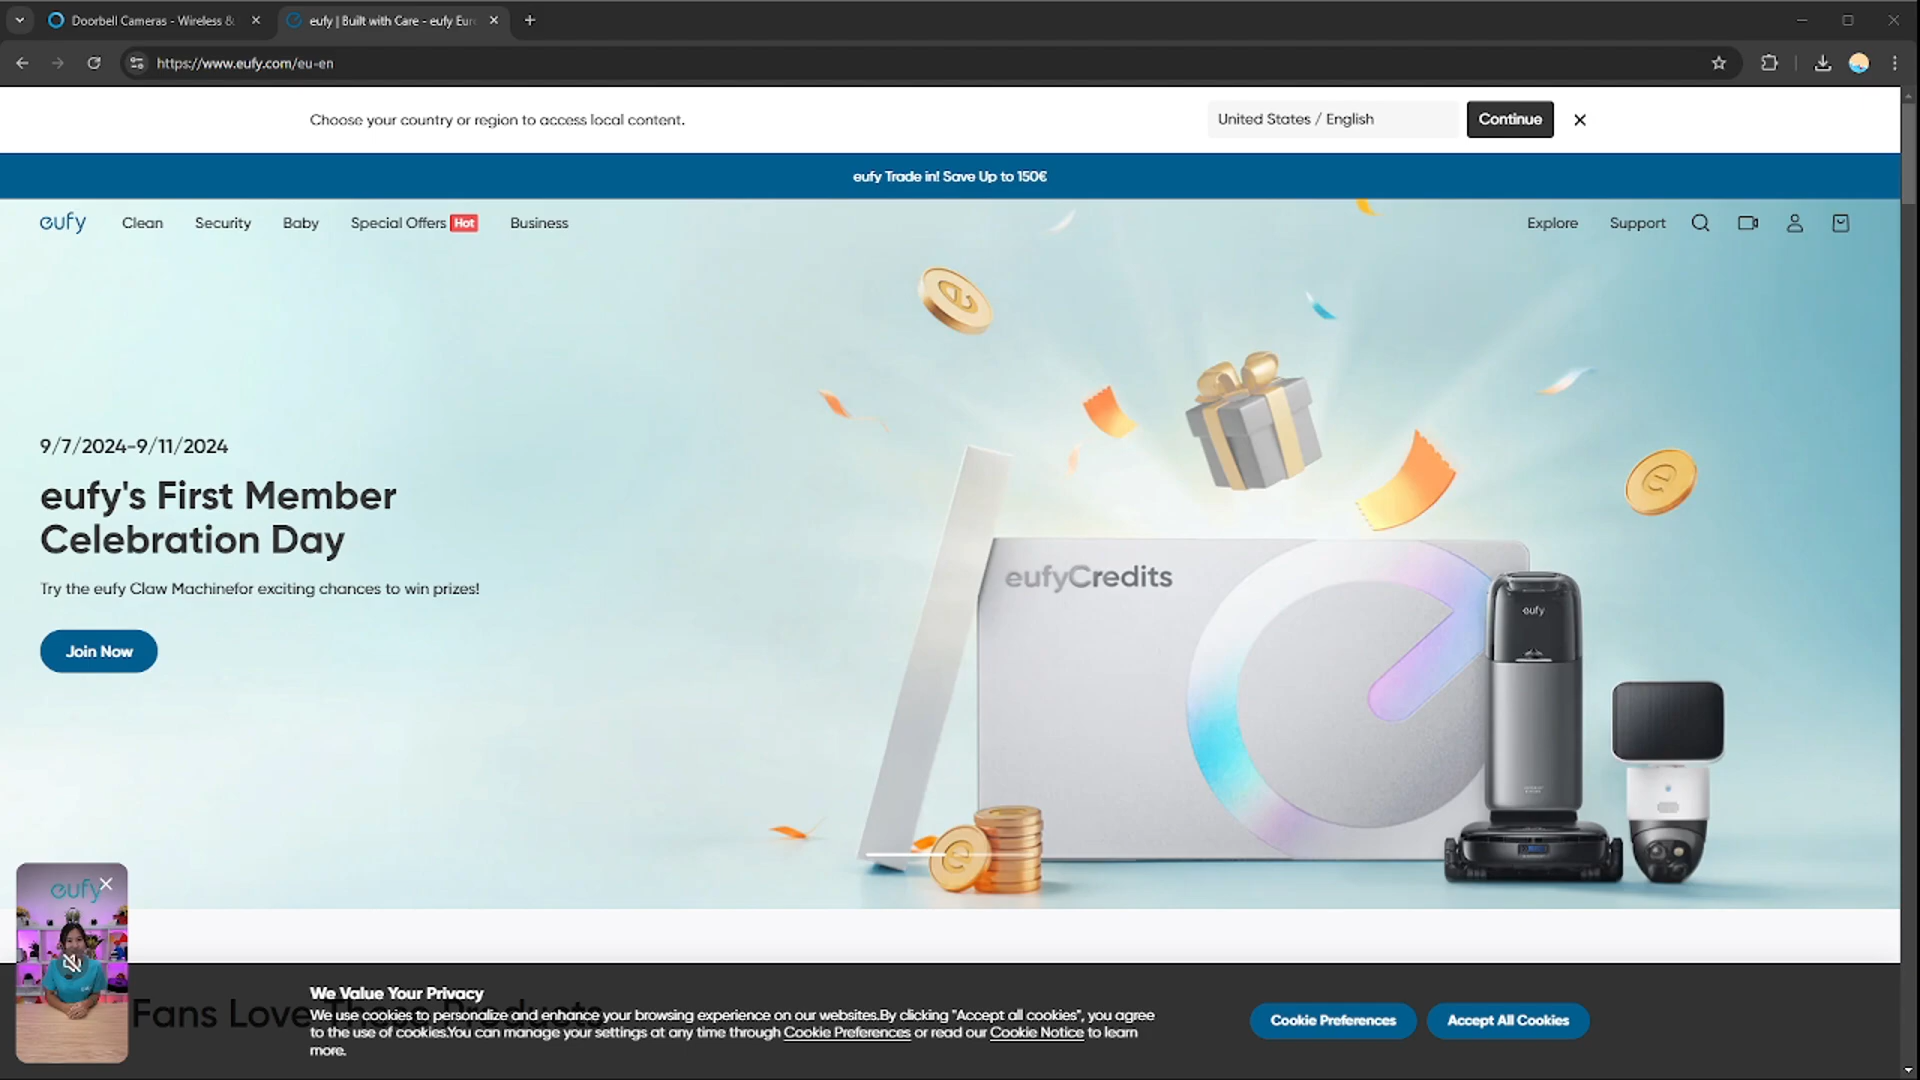 Doorbell Cameras - Wireless &
eufy | Built with Care - eufy Eur
https://www.eufy.com/eu-en
Choose your country or region to access local content.
United States / English
Continue
eufy Trade in! Save Up to 150€
eufy
Clean
Security
Baby
Special Offers Hot
Business
Explore
Support
9/7/2024-9/11/2024
eufy's First Member
Celebration Day
Try the eufy Claw Machinefor exciting chances to win prizes!
Join Now
eufyCredits
eufy
eufy
Fans Love These Products
We Value Your Privacy
We use cookies to personalize and enhance your browsing experience on our websites.By clicking "Accept all cookies", you agree
to the use of cookies.You can manage your settings at any time through Cookie Preferences or read our Cookie Notice to learn
more.
Cookie Preferences
Accept All Cookies